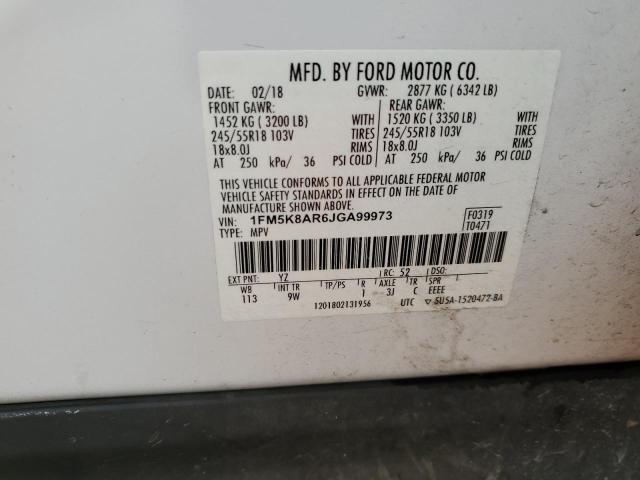 MFD. BY FORD MOTOR CO.
DATE: 02/18 GVWR: 2877 KG ( 6342 LB)
FRONT GAWR: REAR GAWR:
1452 KG ( 3200 LB) WITH 1520 KG ( 3350 LB) WITH
245/55R18 103V TIRES 245/55R18 103V TIRES
18x8.0J RIMS 18x8.0J RIMS
AT 250 kPa/ 36 PSI COLD AT 250 kPa/ 36 PSI COLD
THIS VEHICLE CONFORMS TO ALL APPLICABLE FEDERAL MOTOR
VEHICLE SAFETY STANDARDS IN EFFECT ON THE DATE OF
MANUFACTURE SHOWN ABOVE.
VIN: 1FM5K8AR6JGA99973 F0319
TYPE: MPV T0471
EXT PNT: YZ RC: 52 DSO:
WB INT TR TP/PS R AXLE TR SPR
113 9W 1 3J C EEEE
1201802131956 UTC ▽ 5U5A-1520472-BA